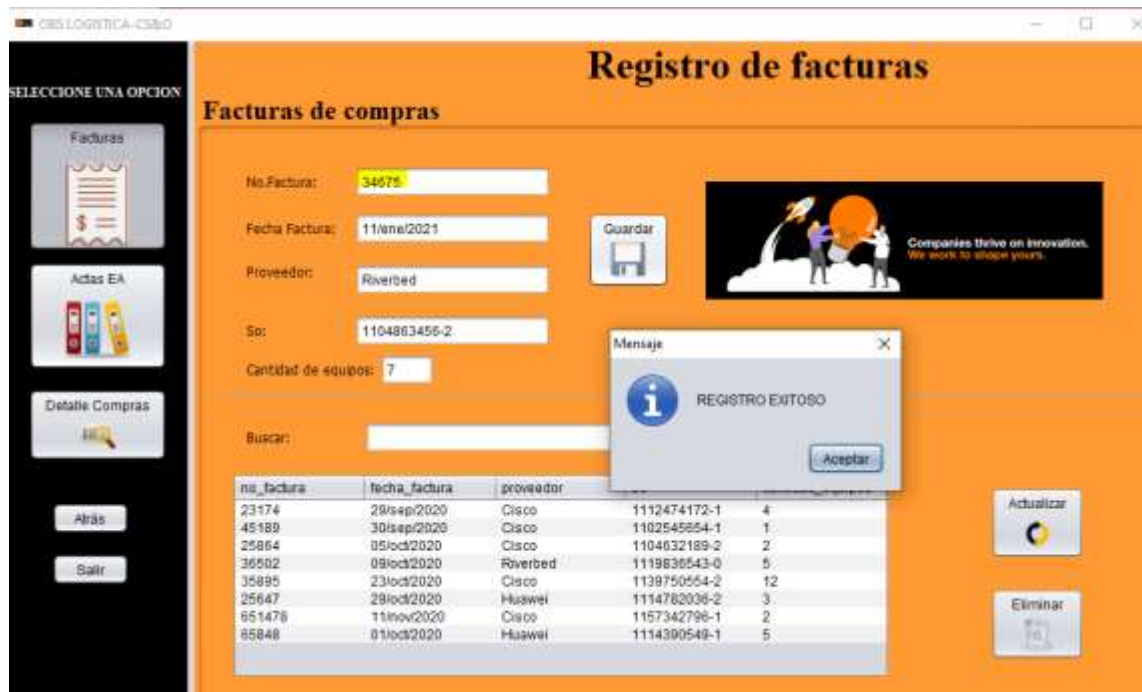 OBS LOGISTICA-CS&O
Registro de facturas
SELECCIONE UNA OPCION
Facturas de compras
Facturas
$
No.Factura: 34675
Fecha Factura: 11/ene/2021
Guardar
Companies thrive on innovation.
We work to shape yours.
Proveedor: Riverbed
Actas EA
So: 1104863456-2
Mensaje
Cantidad de equipos: 7
REGISTRO EXITOSO
Detalle Compras
Buscar:
Aceptar
no_factura fecha_factura proveedor
23174 29/sep/2020 Cisco 1112474172-1 4
45189 30/sep/2020 Cisco 1102545654-1 1
25864 05/oct/2020 Cisco 1104632189-2 2
36502 09/oct/2020 Riverbed 1119836543-0 5
35895 23/oct/2020 Cisco 1139750554-2 12
25647 29/oct/2020 Huawei 1114782036-2 3
651478 11/nov/2020 Cisco 1157342796-1 2
65848 01/oct/2020 Huawei 1114390549-1 5
Actualizar
Atrás
Salir
Eliminar